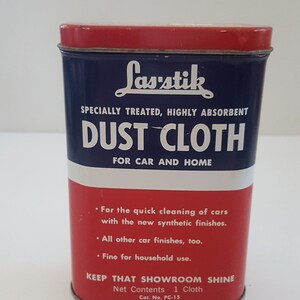 Las-stik
SPECIALLY TREATED, HIGHLY ABSORBENT
DUST CLOTH
FOR CAR AND HOME
• For the quick cleaning of cars
with the new synthetic finishes.
• All other car finishes, too.
• Fine for household use.
KEEP THAT SHOWROOM SHINE
Net Contents 1 Cloth
Cat. No. PC-15